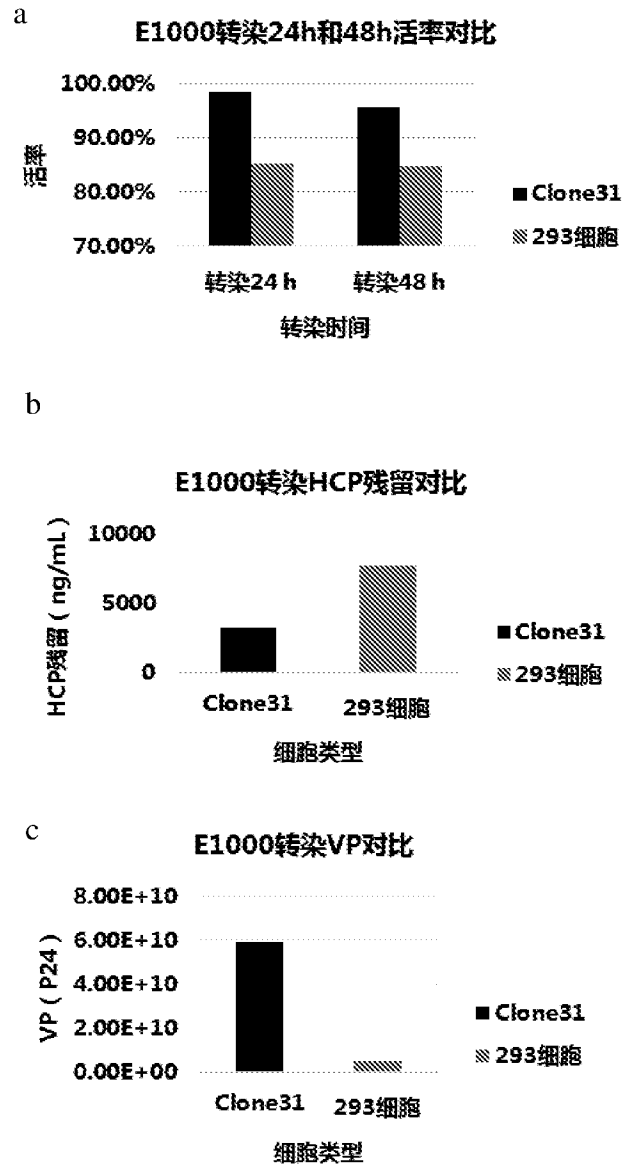 a
E1000转染24h和48h活率对比
100.00%
90.00%
80.00%
70.00%
活率
转染24 h
转染48 h
转染时间
Clone31
293细胞
b
E1000转染HCP残留对比
HCP残留(ng/mL)
10000
5000
0
Clone31
293细胞
细胞类型
Clone31
293细胞
c
E1000转染VP对比
VP(P24)
8.00E+10
6.00E+10
4.00E+10
2.00E+10
0.00E+00
Clone31
293细胞
细胞类型
Clone31
293细胞